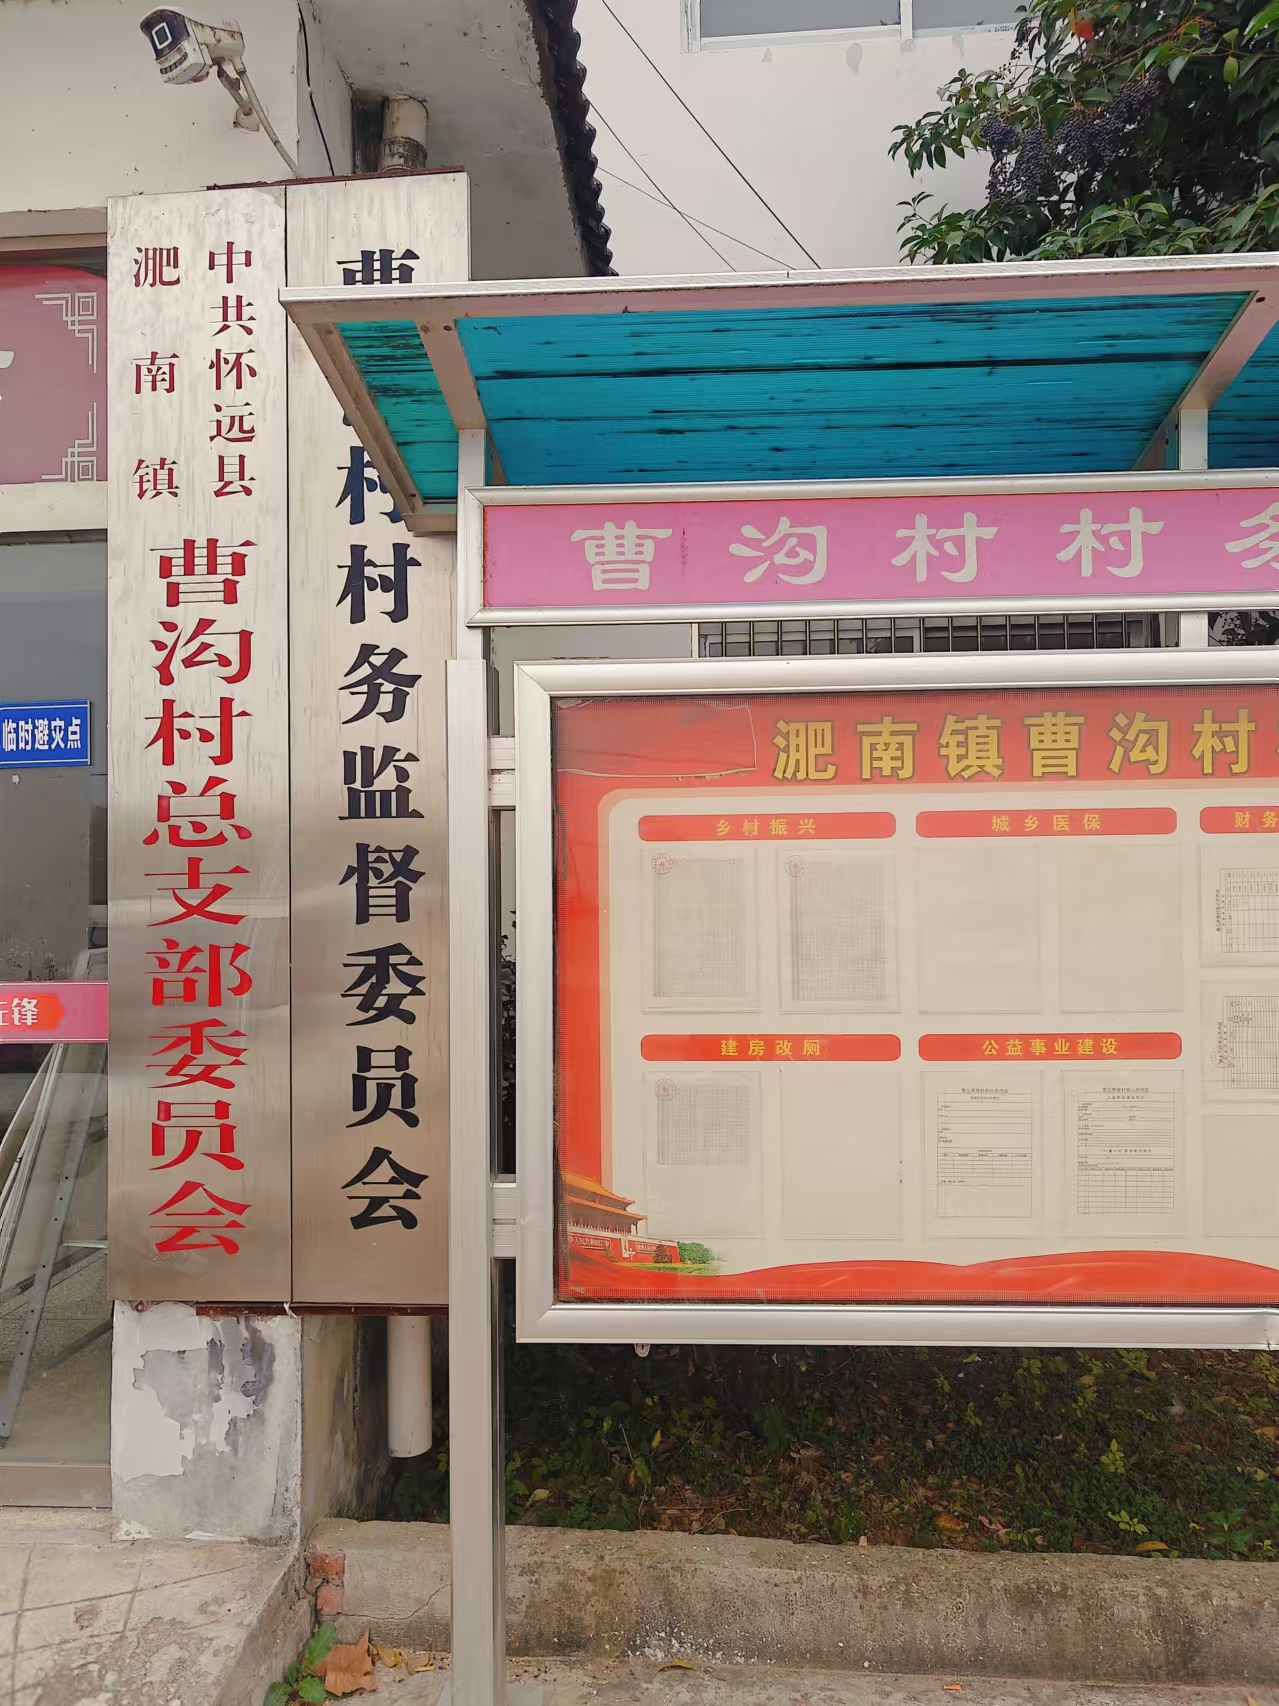 中共怀远县
淝南镇
曹沟村总支部委员会
曹
村村务监督委员会
临时避灾点
锋
曹沟村村务
淝南镇曹沟村
乡村振兴
城乡医保
财务
建房改厕
公益事业建设